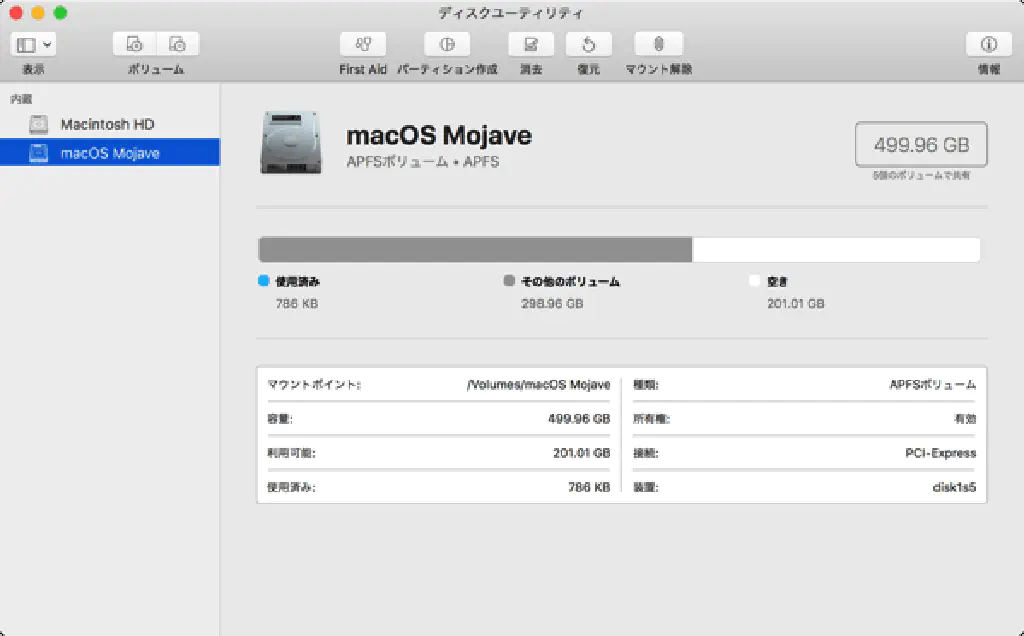 ディスクユーティリティ
表示
ボリューム
First Aid
パーティション作成
消去
復元
マウント解除
情報
内蔵
Macintosh HD
macOS Mojave
macOS Mojave
APFSボリューム • APFS
499.96 GB
5個のボリュームで共有
使用済み
786 KB
その他のボリューム
298.96 GB
空き
201.01 GB
マウントポイント: /Volumes/macOS Mojave
容量: 499.96 GB
利用可能: 201.01 GB
使用済み: 786 KB
種類: APFSボリューム
所有権: 有効
接続: PCI-Express
装置: disk1s5